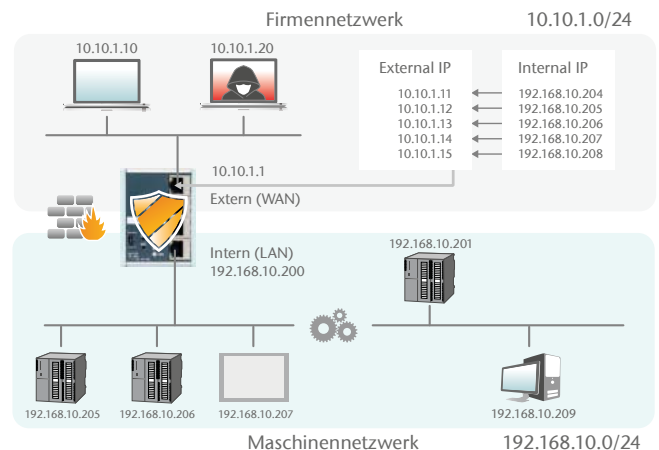 Firmennetzwerk 10.10.1.0/24
10.10.1.10 10.10.1.20
External IP Internal IP
10.10.1.11 192.168.10.204
10.10.1.12 192.168.10.205
10.10.1.13 192.168.10.206
10.10.1.14 192.168.10.207
10.10.1.15 192.168.10.208
10.10.1.1
Extern (WAN)
Intern (LAN)
192.168.10.200
192.168.10.201
192.168.10.205 192.168.10.206 192.168.10.207 192.168.10.209
Maschinennetzwerk 192.168.10.0/24